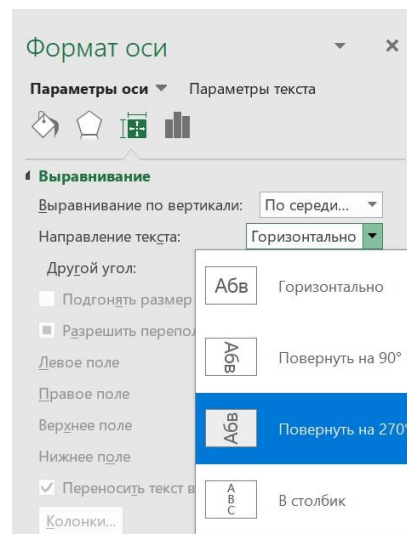 Формат оси
Параметры оси Параметры текста
Выравнивание
Выравнивание по вертикали: По середи...
Направление текста: Горизонтально
Другой угол:
Абв Горизонтально
Подгонять размер
Разрешить перепол
Абв Повернуть на 90°
Левое поле
Правое поле
Верхнее поле
Абв Повернуть на 270°
Нижнее поле
Переносить текст в
A
B
C
В столбик
Колонки...